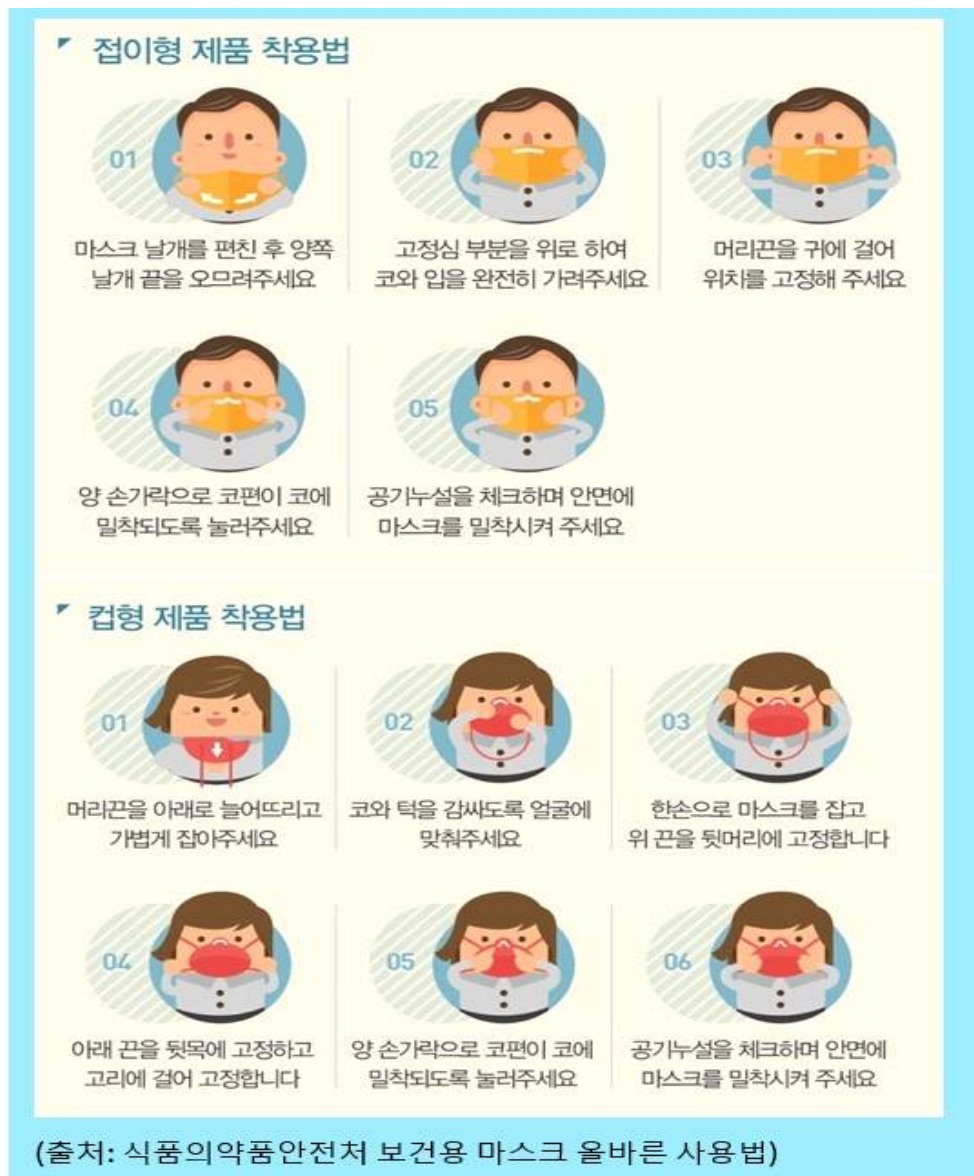 접이형 제품 착용법
01
마스크 날개를 편친 후 양쪽
날개 끝을 오므려주세요
02
고정심 부분을 위로 하여
코와 입을 완전히 가려주세요
03
머리끈을 귀에 걸어
위치를 고정해 주세요
04
양 손가락으로 코편이 코에
밀착되도록 눌러주세요
05
공기누설을 체크하며 안면에
마스크를 밀착시켜 주세요
컵형 제품 착용법
01
머리끈을 아래로 늘어뜨리고
가볍게 잡아주세요
02
코와 턱을 감싸도록 얼굴에
맞춰주세요
03
한손으로 마스크를 잡고
위 끈을 뒷머리에 고정합니다
04
아래 끈을 뒷목에 고정하고
고리에 걸어 고정합니다
05
양 손가락으로 코편이 코에
밀착되도록 눌러주세요
06
공기누설을 체크하며 안면에
마스크를 밀착시켜 주세요
(출처: 식품의약품안전처 보건용 마스크 올바른 사용법)